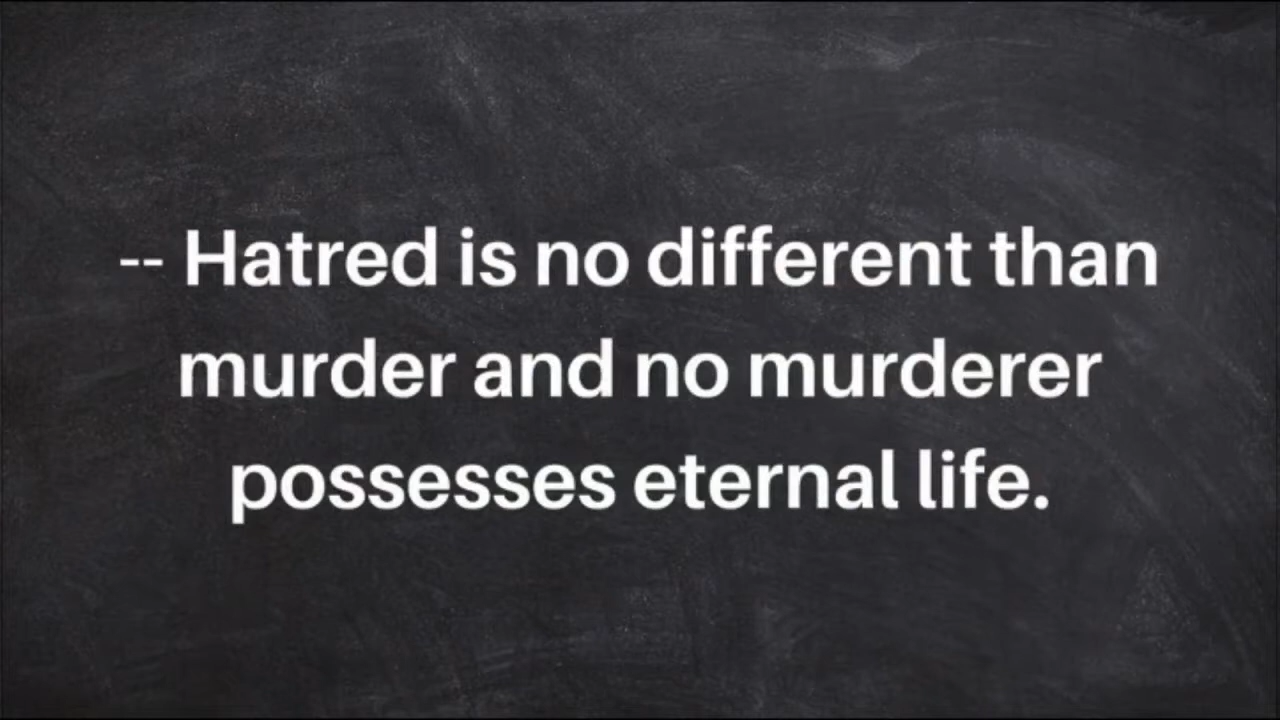 -- Hatred is no different than
murder and no murderer
possesses eternal life.